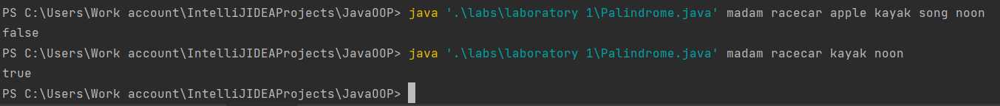 PS C:\Users\Work account\IntelliJIDEAProjects\JavaOOP> java '.\labs\laboratory 1\Palindrome.java' madam racecar apple kayak song noon
false
PS C:\Users\Work account\IntelliJIDEAProjects\JavaOOP> java '.\labs\laboratory 1\Palindrome.java' madam racecar kayak noon
true
PS C:\Users\Work account\IntelliJIDEAProjects\JavaOOP>